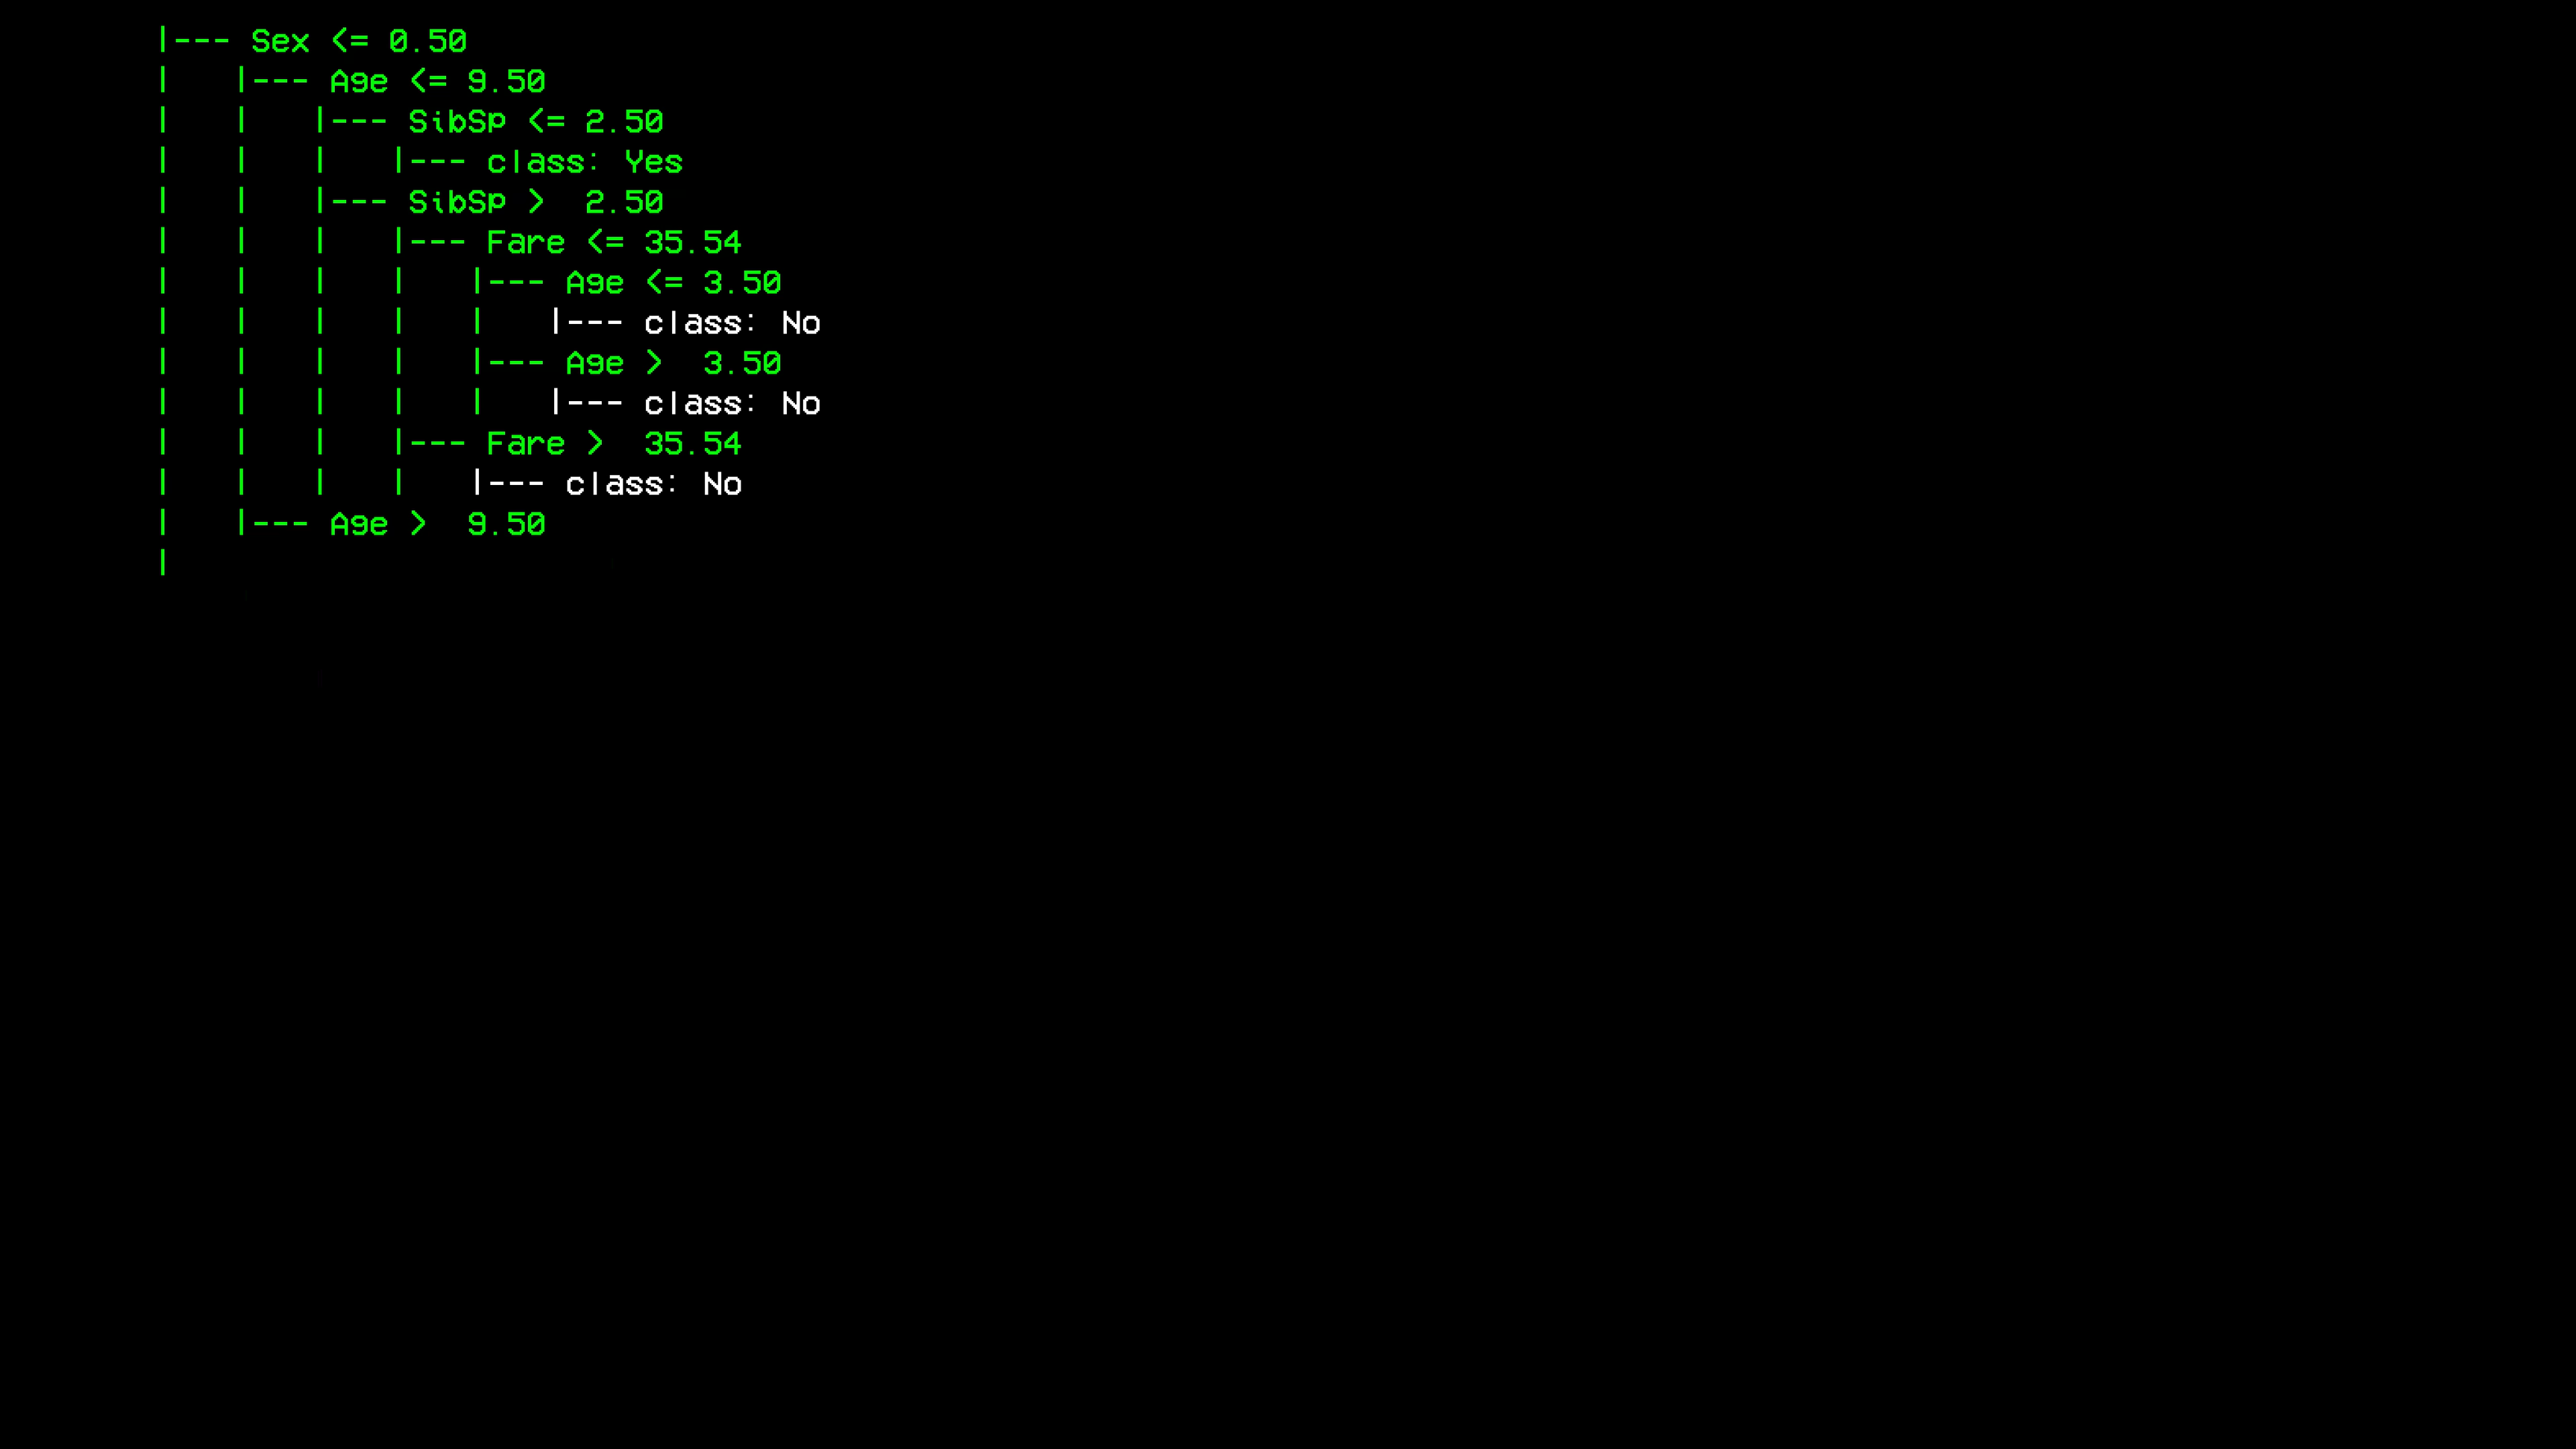 |--- Sex <= 0.50
|   |--- Age <= 9.50
|   |   |--- SibSp <= 2.50
|   |   |   |--- class: Yes
|   |   |--- SibSp >  2.50
|   |   |   |--- Fare <= 35.54
|   |   |   |   |--- Age <= 3.50
|   |   |   |   |   |--- class: No
|   |   |   |   |--- Age >  3.50
|   |   |   |   |   |--- class: No
|   |   |   |--- Fare >  35.54
|   |   |   |   |--- class: No
|   |--- Age >  9.50
|